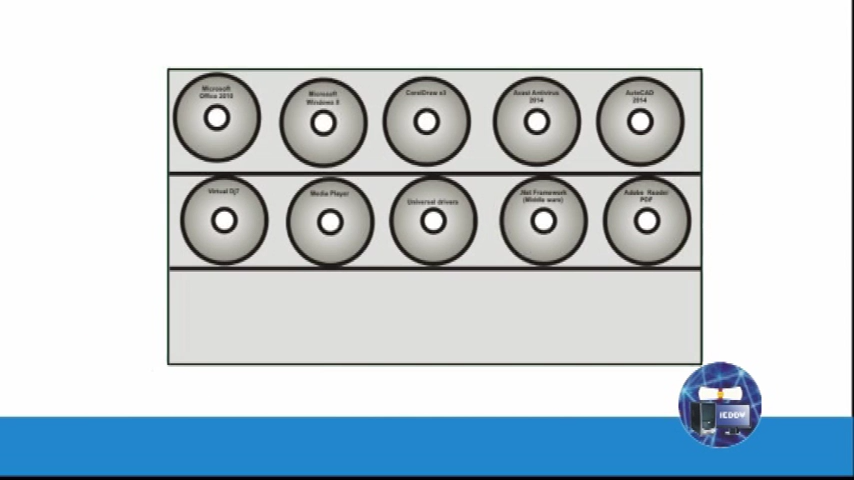 Microsoft
Office 2010
Microsoft
Windows 8
CorelDraw x3
Avast Antivirus
2014
AutoCAD
2014
Virtual Dj7
Media Player
Universal drivers
.Net Framework
(Middle ware)
Adobe Reader
PDF